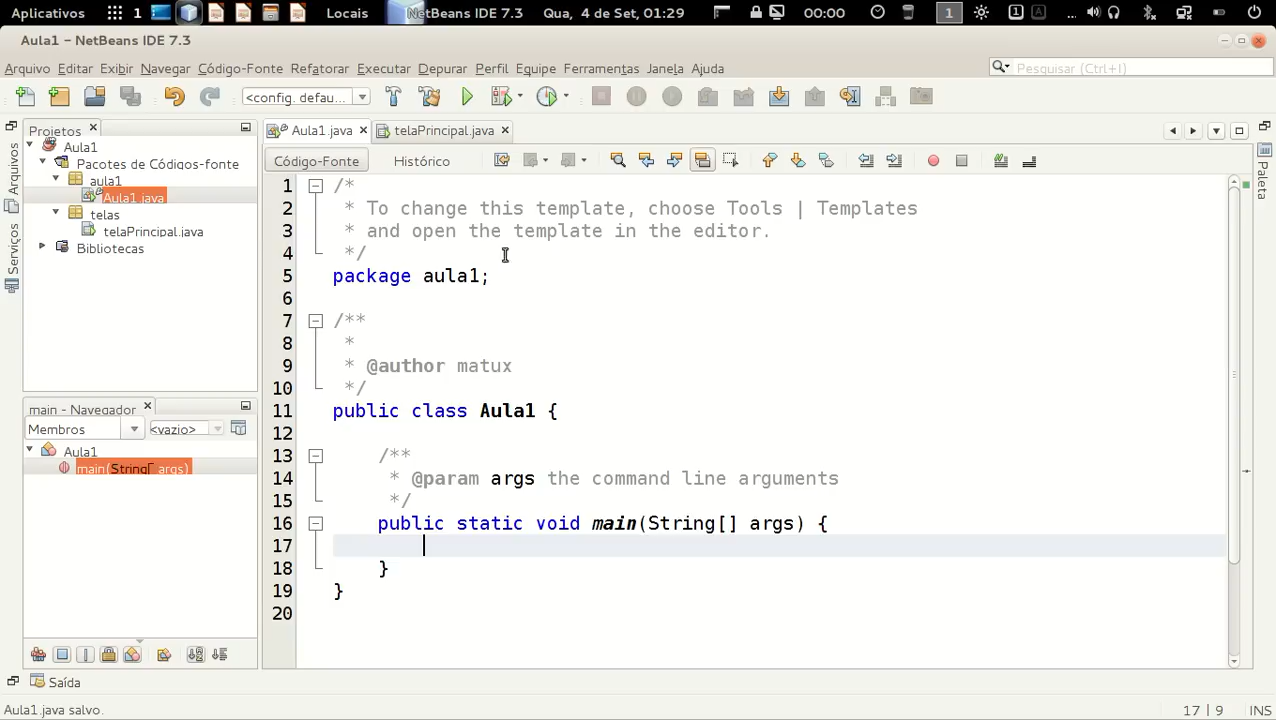 Aplicativos
1
Locais
NetBeans IDE 7.3
Qua, 4 de Set, 01:29
00:00
1
1
A
...
Aula1 – NetBeans IDE 7.3
Arquivo Editar Exibir Navegar Código-Fonte Refatorar Executar Depurar Perfil Equipe Ferramentas Janela Ajuda
Pesquisar (Ctrl+I)
<config. defau...
Projetos
Aula1.java
telaPrincipal.java
Aula1
Pacotes de Códigos-fonte
aula1
Aula1.java
telas
telaPrincipal.java
Bibliotecas
Arquivos
Serviços
Paleta
Código-Fonte
Histórico
1 /*
2 * To change this template, choose Tools | Templates
3 * and open the template in the editor.
4 */
5 package aula1;
6
7 /**
8 *
9 * @author matux
10 */
11 public class Aula1 {
12
13 /**
14 * @param args the command line arguments
15 */
16 public static void main(String[] args) {
17
18 }
19 }
20
main - Navegador
Membros
<vazio>
Aula1
main(String[] args)
Saída
Aula1.java salvo.
17 | 9
INS